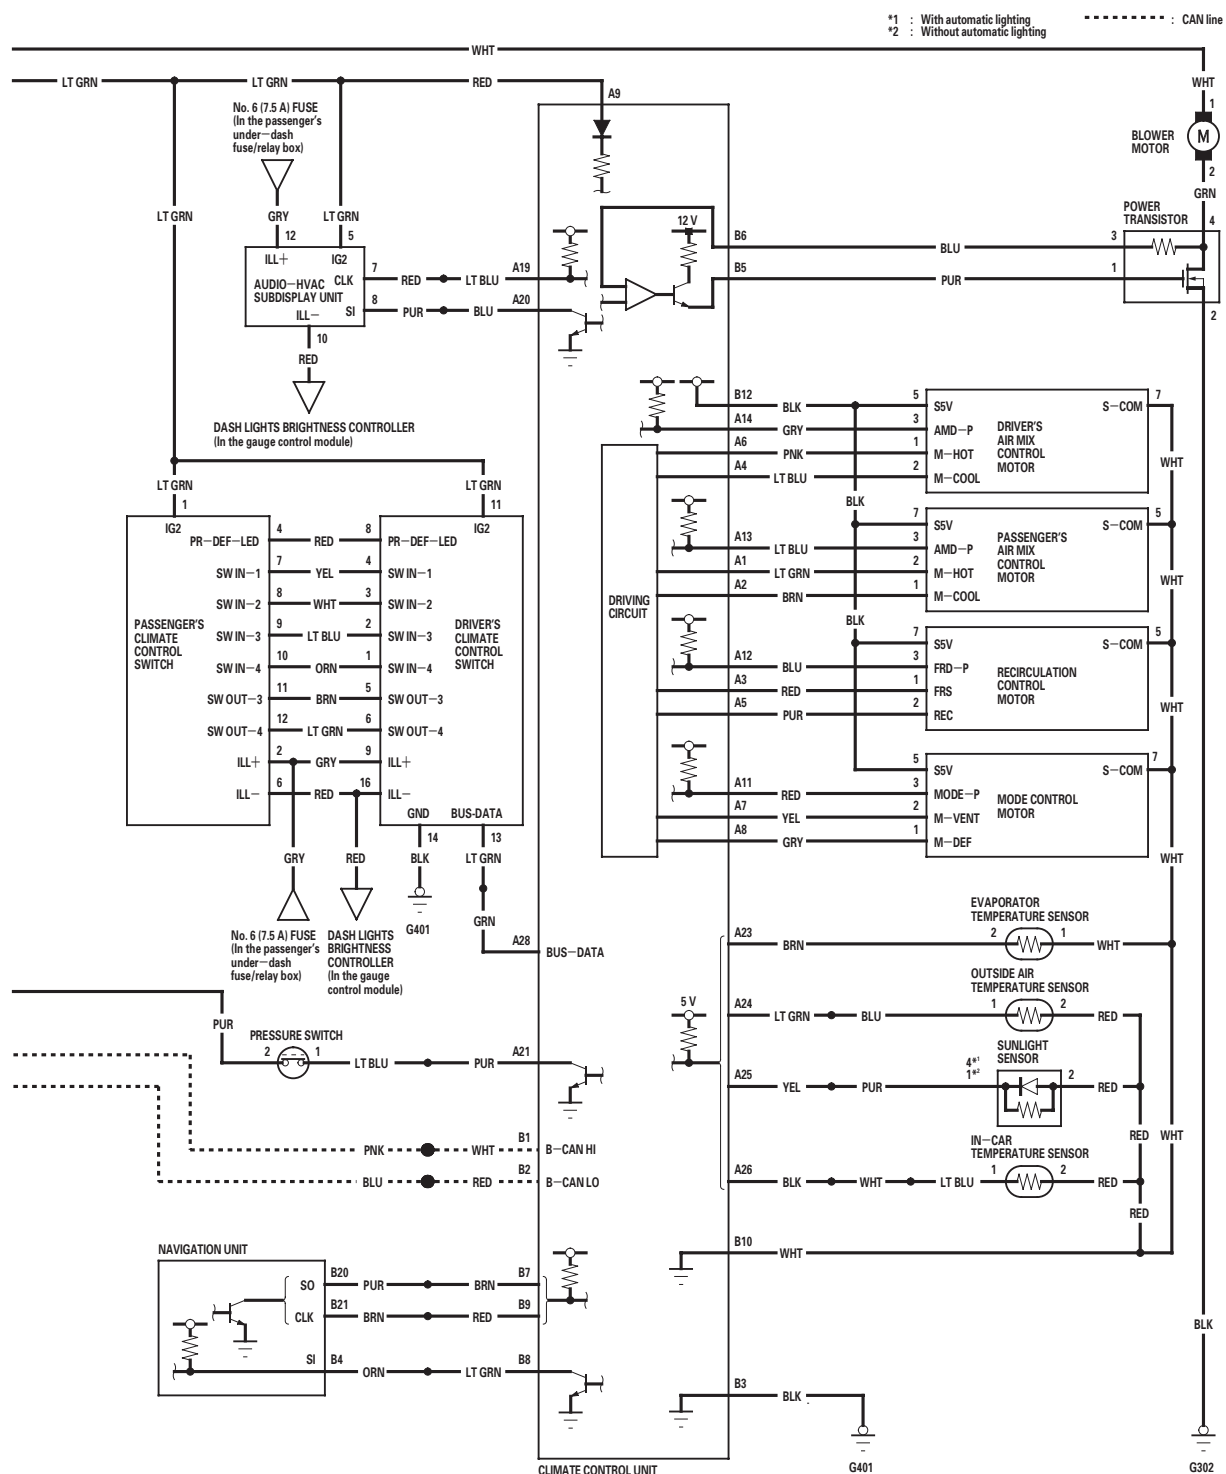 *1 : With automatic lighting
*2 : Without automatic lighting
: CAN line
WHT
LT GRN
LT GRN
RED
A9
WHT
1
BLOWER
MOTOR
M
2
GRN
No. 6 (7.5 A) FUSE
(In the passenger's
under-dash
fuse/relay box)
LT GRN
GRY
LT GRN
12
5
ILL+
IG2
AUDIO-HVAC
SUBDISPLAY UNIT
CLK
SI
ILL-
7
RED
LT BLU
A19
8
PUR
BLU
A20
10
RED
DASH LIGHTS BRIGHTNESS CONTROLLER
(In the gauge control module)
12 V
B6
BLU
3
B5
PUR
1
POWER
TRANSISTOR
4
2
B12
BLK
5
S5V
S-COM
7
A14
GRY
3
AMD-P
A6
PNK
1
M-HOT
A4
LT BLU
2
M-COOL
DRIVER'S
AIR MIX
CONTROL
MOTOR
WHT
BLK
7
S5V
S-COM
5
A13
LT BLU
3
AMD-P
A1
LT GRN
2
M-HOT
A2
BRN
1
M-COOL
PASSENGER'S
AIR MIX
CONTROL
MOTOR
WHT
DRIVING
CIRCUIT
BLK
7
S5V
S-COM
5
A12
BLU
3
FRD-P
A3
RED
1
FRS
A5
PUR
2
REC
RECIRCULATION
CONTROL
MOTOR
WHT
5
S5V
S-COM
7
A11
RED
3
MODE-P
A7
YEL
2
M-VENT
A8
GRY
1
M-DEF
MODE CONTROL
MOTOR
WHT
LT GRN
1
LT GRN
11
IG2
IG2
PR-DEF-LED
4
RED
8
PR-DEF-LED
SW IN-1
7
YEL
4
SW IN-1
SW IN-2
8
WHT
3
SW IN-2
SW IN-3
9
LT BLU
2
SW IN-3
SW IN-4
10
ORN
1
SW IN-4
SW OUT-3
11
BRN
5
SW OUT-3
SW OUT-4
12
LT GRN
6
SW OUT-4
ILL+
2
GRY
9
ILL+
ILL-
6
RED
16
ILL-
PASSENGER'S
CLIMATE
CONTROL
SWITCH
DRIVER'S
CLIMATE
CONTROL
SWITCH
GND
BUS-DATA
14
13
GRY
RED
BLK
LT GRN
G401
GRN
A28
BUS-DATA
No. 6 (7.5 A) FUSE
(In the passenger's
under-dash
fuse/relay box)
DASH LIGHTS
BRIGHTNESS
CONTROLLER
(In the gauge
control module)
EVAPORATOR
TEMPERATURE SENSOR
A23
BRN
2
1
WHT
OUTSIDE AIR
TEMPERATURE SENSOR
5 V
A24
LT GRN
BLU
1
2
RED
SUNLIGHT
SENSOR
A25
YEL
PUR
4*1
1*2
2
RED
RED
WHT
IN-CAR
TEMPERATURE SENSOR
A26
BLK
WHT
LT BLU
1
2
RED
RED
PUR
PRESSURE SWITCH
2
1
LT BLU
PUR
A21
PNK
WHT
B1
B-CAN HI
BLU
RED
B2
B-CAN LO
B10
WHT
NAVIGATION UNIT
SO
B20
PUR
BRN
B7
CLK
B21
BRN
RED
B9
SI
B4
ORN
LT GRN
B8
B3
BLK
G401
BLK
G302
CLIMATE CONTROL UNIT